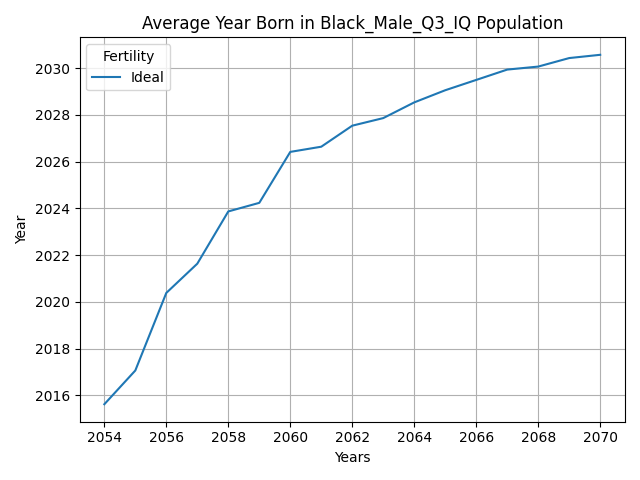 Average Year Born in Black_Male_Q3_IQ Population
Fertility
Ideal
Year
2030
2028
2026
2024
2022
2020
2018
2016
2054 2056 2058 2060 2062 2064 2066 2068 2070
Years